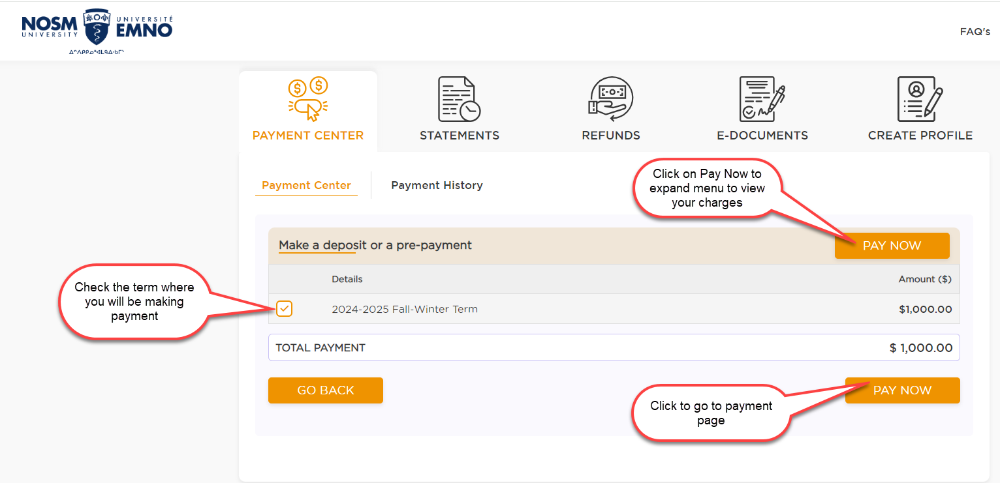 NOSM
UNIVERSITY
UNIVERSITÉ
EMNO
FAQ's
PAYMENT CENTER
STATEMENTS
REFUNDS
E-DOCUMENTS
CREATE PROFILE
Payment Center
Payment History
Click on Pay Now to
expand menu to view
your charges
Make a deposit or a pre-payment
PAY NOW
Details
Amount ($)
Check the term where
you will be making
payment
2024-2025 Fall-Winter Term
$1,000.00
TOTAL PAYMENT
$ 1,000.00
GO BACK
PAY NOW
Click to go to payment
page